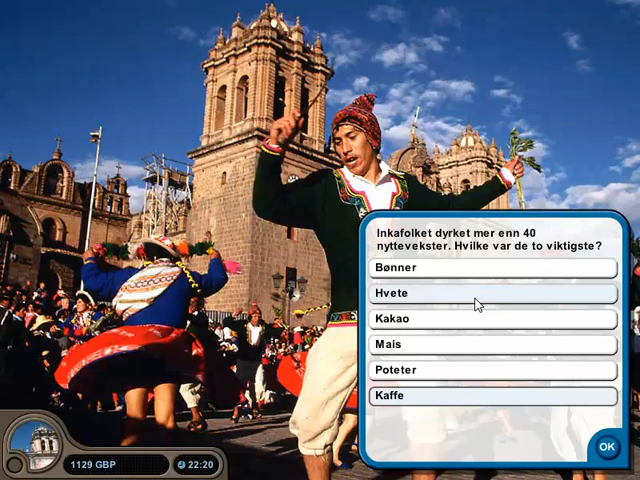 Inkafolket dyrket mer enn 40
nyttevekster. Hvilke var de to viktigste?
Bønner
Hvete
Kakao
Mais
Poteter
Kaffe
OK
1129 GBP
22:20